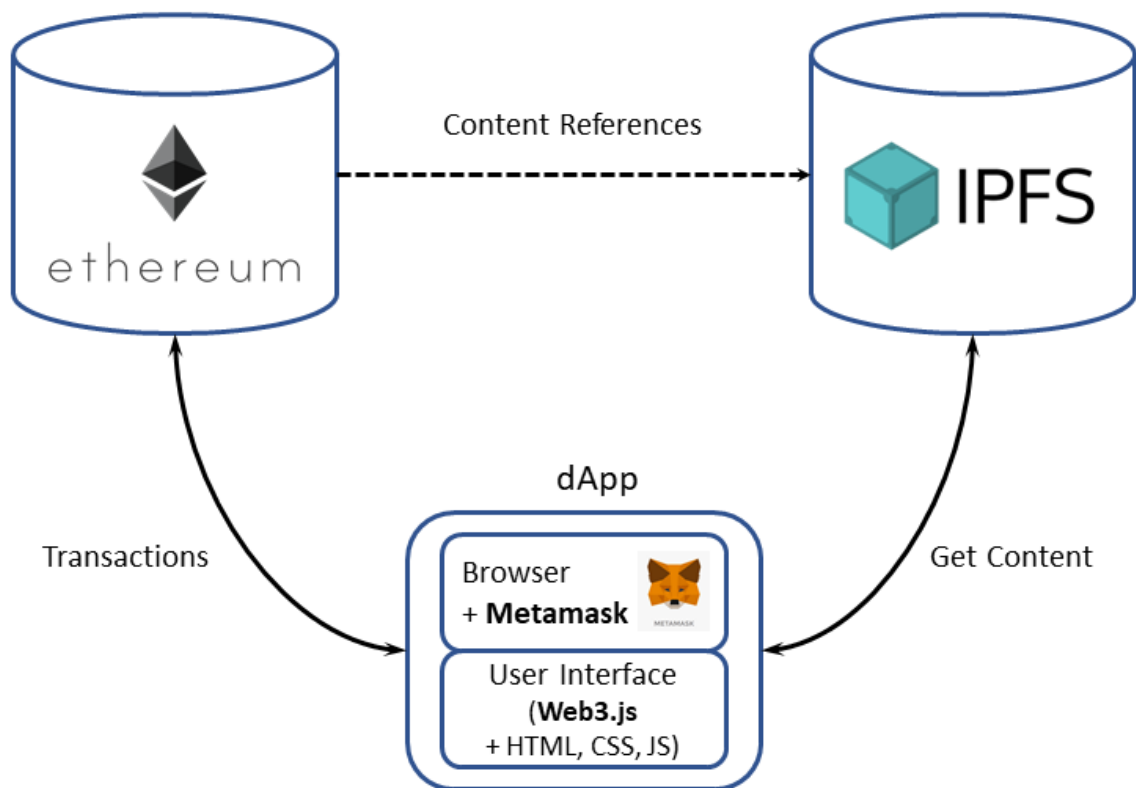 Content References
ethereum
IPFS
dApp
Transactions
Get Content
Browser
+ Metamask
METAMASK
User Interface
(Web3.js
+ HTML, CSS, JS)